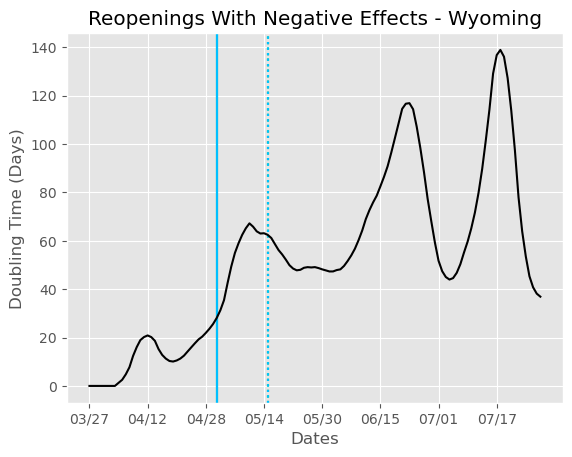 Reopenings With Negative Effects - Wyoming
140
120
100
80
60
40
20
0
Doubling Time (Days)
03/27 04/12 04/28 05/14 05/30 06/15 07/01 07/17
Dates